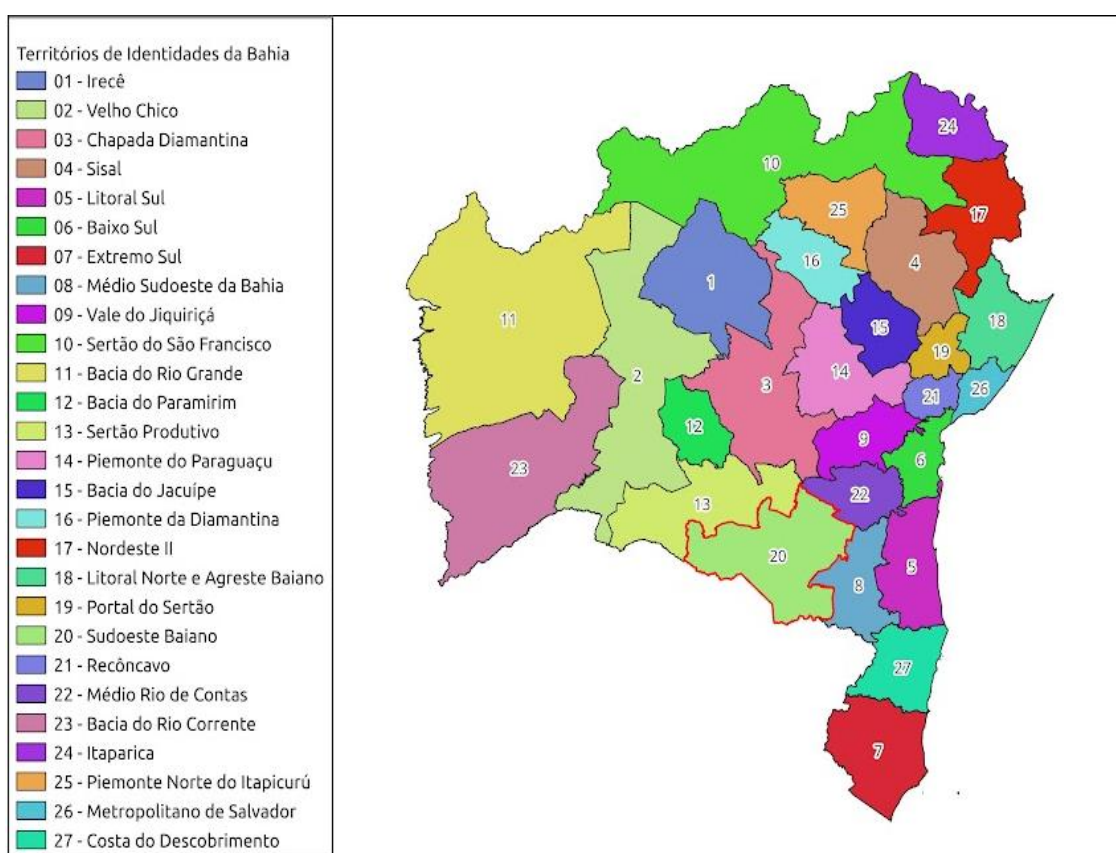 Territórios de Identidades da Bahia
01 - Irecê
02 - Velho Chico
03 - Chapada Diamantina
04 - Sisal
05 - Litoral Sul
06 - Baixo Sul
07 - Extremo Sul
08 - Médio Sudoeste da Bahia
09 - Vale do Jiquiriçá
10 - Sertão do São Francisco
11 - Bacia do Rio Grande
12 - Bacia do Paramirim
13 - Sertão Produtivo
14 - Piemonte do Paraguaçu
15 - Bacia do Jacuípe
16 - Piemonte da Diamantina
17 - Nordeste II
18 - Litoral Norte e Agreste Baiano
19 - Portal do Sertão
20 - Sudoeste Baiano
21 - Recôncavo
22 - Médio Rio de Contas
23 - Bacia do Rio Corrente
24 - Itaparica
25 - Piemonte Norte do Itapicurú
26 - Metropolitano de Salvador
27 - Costa do Descobrimento
24
10
25
17
16
4
1
11
18
15
19
14
2
3
26
21
12
9
6
23
22
13
20
5
8
27
7